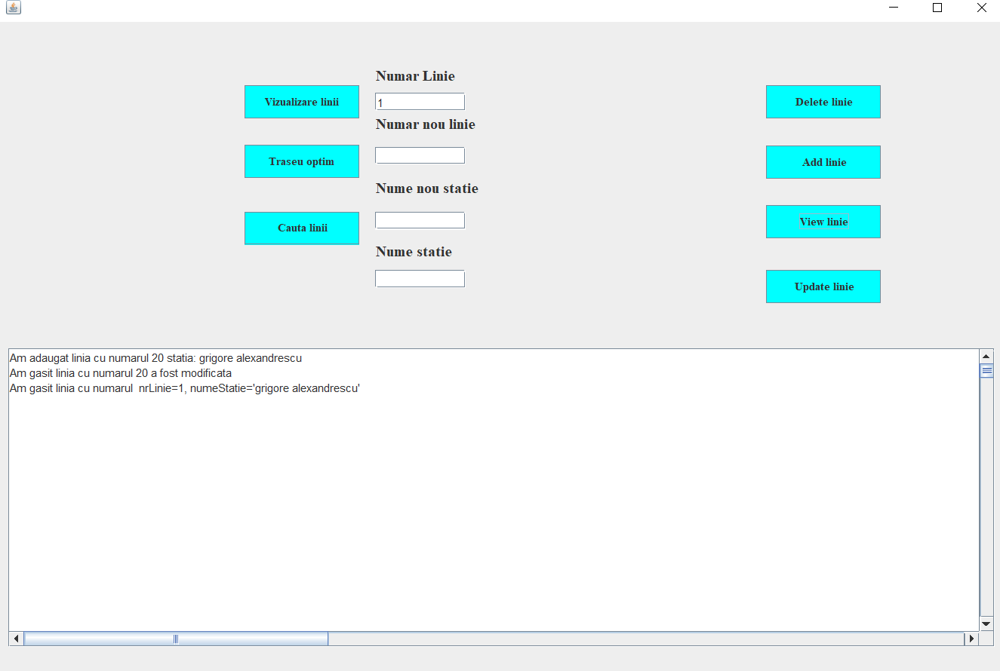 Numar Linie
Vizualizare linii
1
Delete linie
Numar nou linie
Traseu optim
Add linie
Nume nou statie
Cauta linii
View linie
Nume statie
Update linie
Am adaugat linia cu numarul 20 statia: grigore alexandrescu
Am gasit linia cu numarul 20 a fost modificata
Am gasit linia cu numarul  nrLinie=1, numeStatie='grigore alexandrescu'